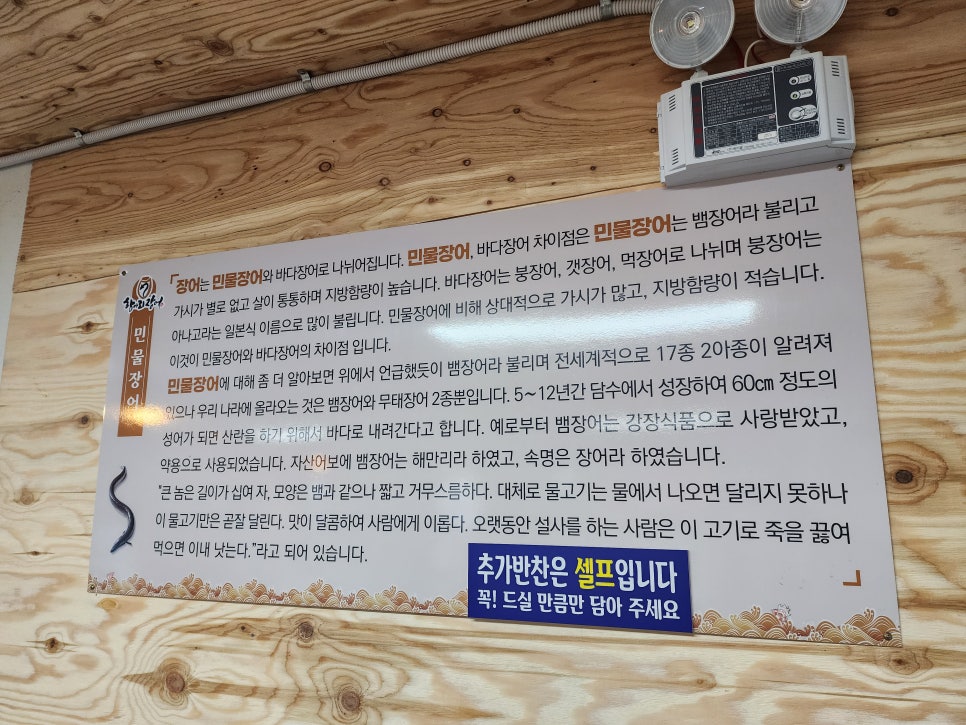 「장어는 민물장어와 바다장어로 나뉘어집니다. 민물장어, 바다장어 차이점은 민물장어는 뱀장어라 불리고
가시가 별로 없고 살이 통통하며 지방함량이 높습니다. 바다장어는 붕장어, 갯장어, 먹장어로 나뉘며 붕장어는
아나고라는 일본식 이름으로 많이 불립니다. 민물장어에 비해 상대적으로 가시가 많고, 지방함량이 적습니다.
이것이 민물장어와 바다장어의 차이점 입니다.
민물장어에 대해 좀 더 알아보면 위에서 언급했듯이 뱀장어라 불리며 전세계적으로 17종 2아종이 알려져
있으나 우리 나라에 올라오는 것은 뱀장어와 무태장어 2종뿐입니다. 5~12년간 담수에서 성장하여 60㎝ 정도의
성어가 되면 산란을 하기 위해서 바다로 내려간다고 합니다. 예로부터 뱀장어는 강장식품으로 사랑받았고,
약용으로 사용되었습니다. 자산어보에 뱀장어는 해만리라 하였고, 속명은 장어라 하였습니다.
"큰 놈은 길이가 십여 자, 모양은 뱀과 같으나 짧고 거무스름하다. 대체로 물고기는 물에서 나오면 달리지 못하나
이 물고기만은 곧잘 달린다. 맛이 달콤하여 사람에게 이롭다. 오랫동안 설사를 하는 사람은 이 고기로 죽을 끓여
먹으면 이내 낫는다."라고 되어 있습니다.」
민물장어
추가반찬은 셀프입니다
꼭! 드실 만큼만 담아 주세요